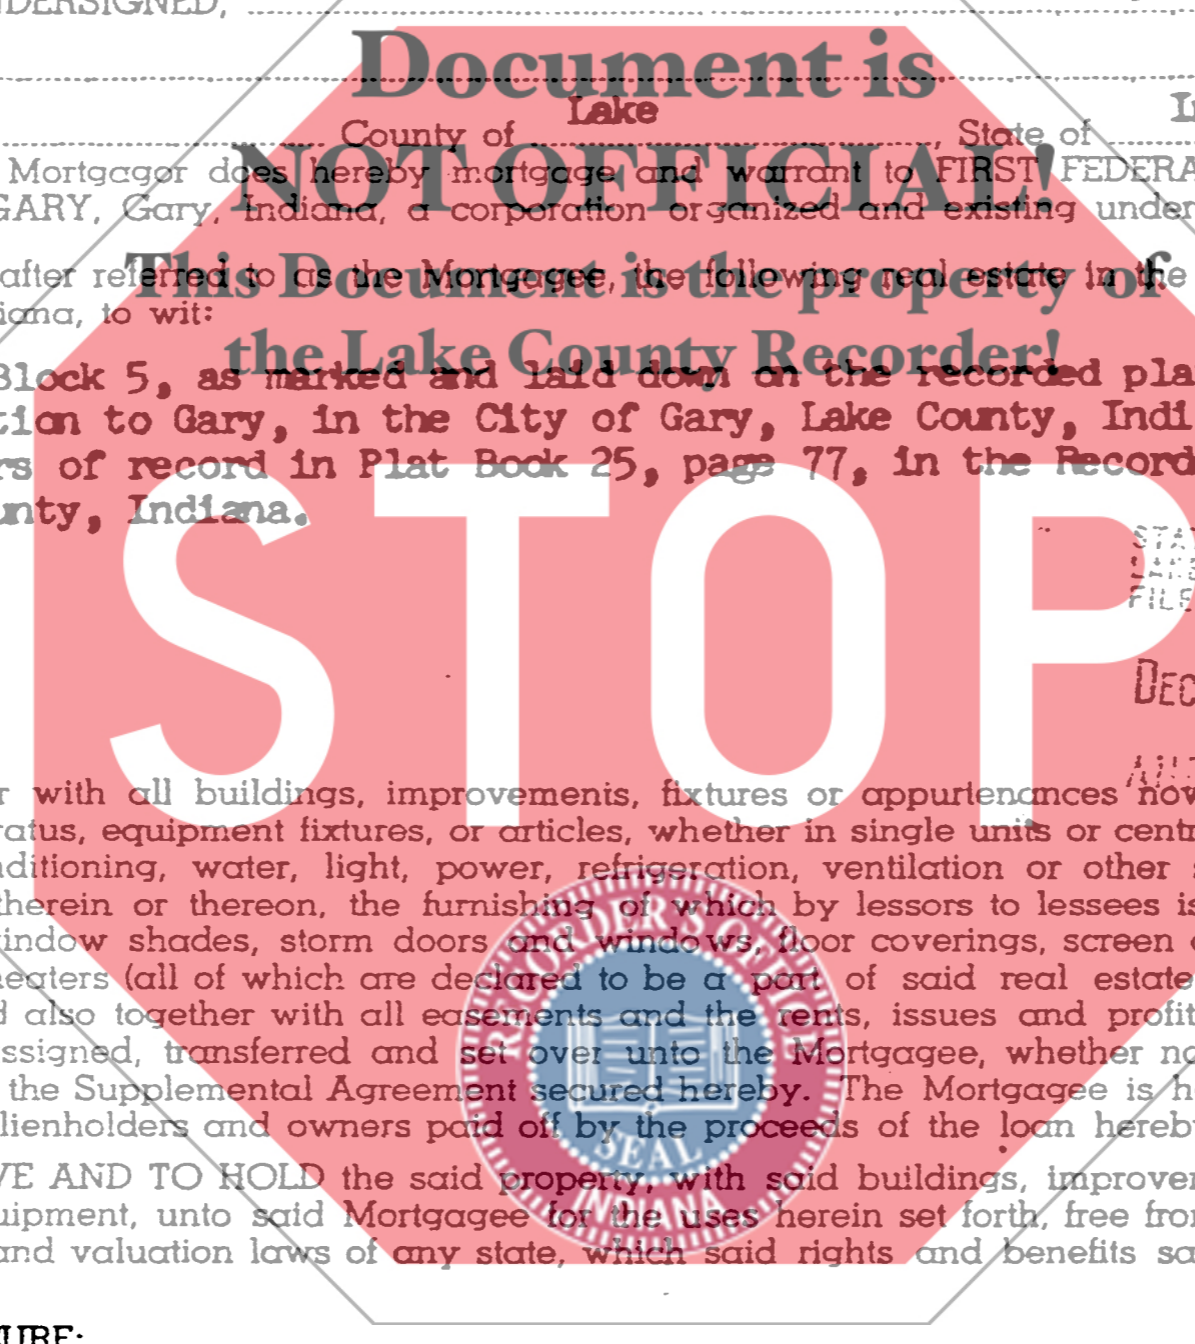 UNDERSIGNED,
Document is
Lake
County of , State of
NOT OFFICIAL!
Mortgagor does hereby mortgage and warrant to FIRST FEDERA
GARY, Gary, Indiana, a corporation organized and existing under
This Document is the property of
after referred to as the Mortgagee, the following real estate in the
iana, to wit:
the Lake County Recorder!
Block 5, as marked and laid down on the recorded pla
tion to Gary, in the City of Gary, Lake County, Indi
rs of record in Plat Book 25, page 77, in the Record
unty, Indiana.
STOP
STA
FILE
DEC
r with all buildings, improvements, fixtures or appurtenances now
ratus, equipment fixtures, or articles, whether in single units or centr
nditioning, water, light, power, refrigeration, ventilation or other
therein or thereon, the furnishing of which by lessors to lessees is
indow shades, storm doors and windows, floor coverings, screen
eaters (all of which are declared to be a part of said real estate
d also together with all easements and the rents, issues and profit
ssigned, transferred and set over unto the Mortgagee, whether no
the Supplemental Agreement secured hereby. The Mortgagee is h
lienholders and owners paid off by the proceeds of the loan hereby
RECORDER'S OFFICE
SEAL
INDIANA
VE AND TO HOLD the said property, with said buildings, improver
uipment, unto said Mortgagee for the uses herein set forth, free from
and valuation laws of any state, which said rights and benefits sa
URE: